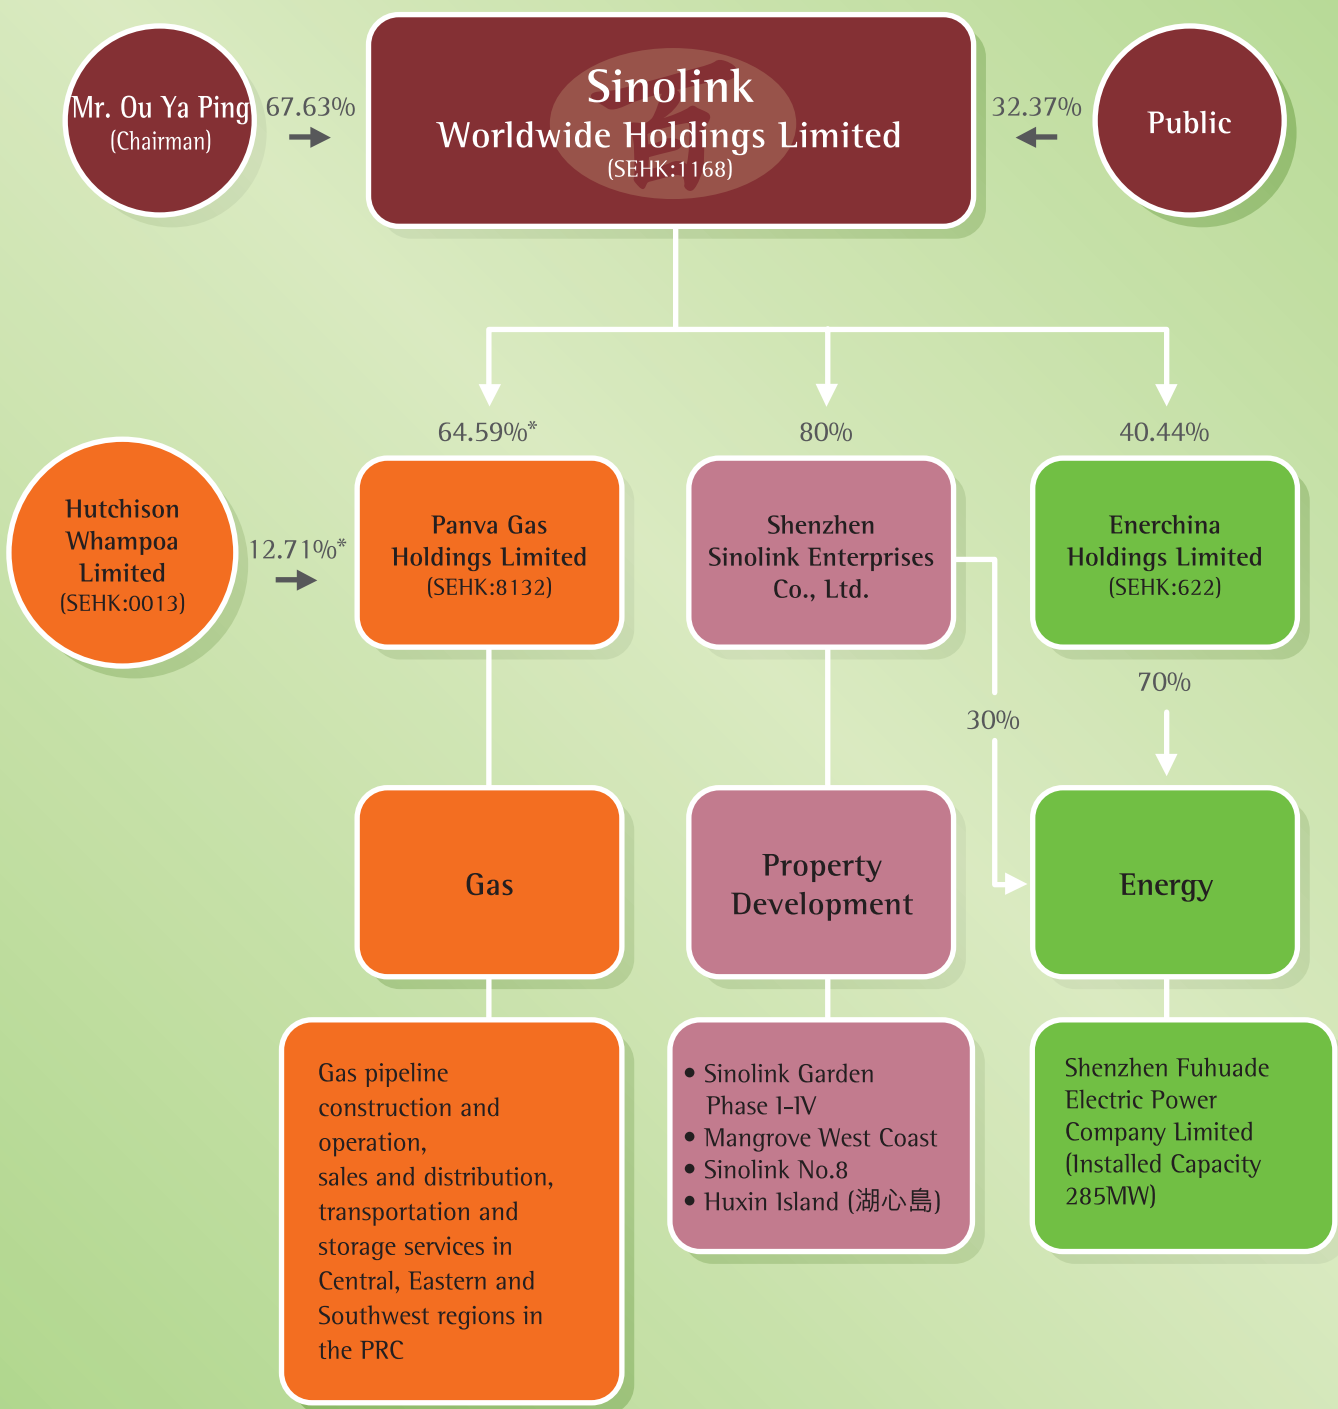 Mr. Ou Ya Ping
(Chairman)
67.63%
Sinolink
Worldwide Holdings Limited
(SEHK:1168)
32.37%
Public
64.59%*
80%
40.44%
Hutchison
Whampoa
Limited
(SEHK:0013)
12.71%*
Panva Gas
Holdings Limited
(SEHK:8132)
Shenzhen
Sinolink Enterprises
Co., Ltd.
Enerchina
Holdings Limited
(SEHK:622)
70%
30%
Gas
Property
Development
Energy
Gas pipeline
construction and
operation,
sales and distribution,
transportation and
storage services in
Central, Eastern and
Southwest regions in
the PRC
• Sinolink Garden
Phase I-IV
• Mangrove West Coast
• Sinolink No.8
• Huxin Island (湖心島)
Shenzhen Fuhuade
Electric Power
Company Limited
(Installed Capacity
285MW)